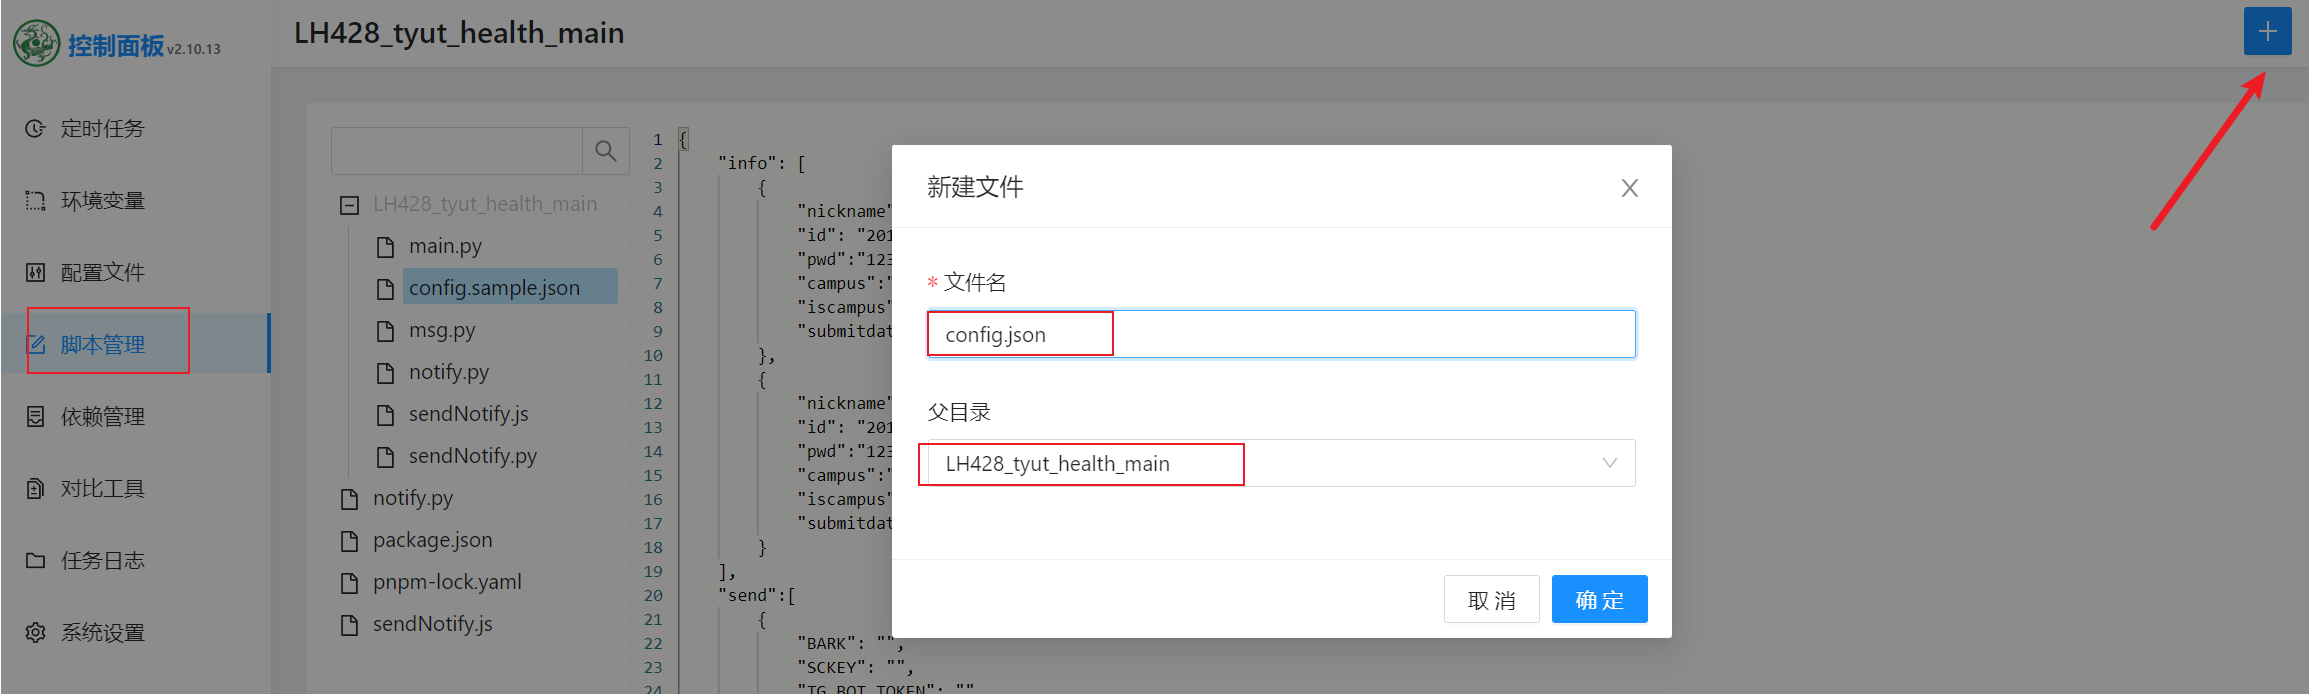 控制面板 v2.10.13
定时任务
环境变量
配置文件
脚本管理
依赖管理
对比工具
任务日志
系统设置
LH428_tyut_health_main
LH428_tyut_health_main
main.py
config.sample.json
msg.py
notify.py
sendNotify.js
sendNotify.py
notify.py
package.json
pnpm-lock.yaml
sendNotify.js
1 {
2 "info": [
3 {
4 "nickname"
5 "id": "201
6 "pwd":"123
7 "campus":"
8 "iscampus"
9 "submitdat
10 },
11 {
12 "nickname"
13 "id": "201
14 "pwd":"123
15 "campus":"
16 "iscampus"
17 "submitdat
18 }
19 ],
20 "send":[
21 {
22 "BARK": "",
23 "SCKEY": "",
24 "TG_BOT_TOKEN": ""
新建文件
* 文件名
config.json
父目录
LH428_tyut_health_main
取 消
确 定